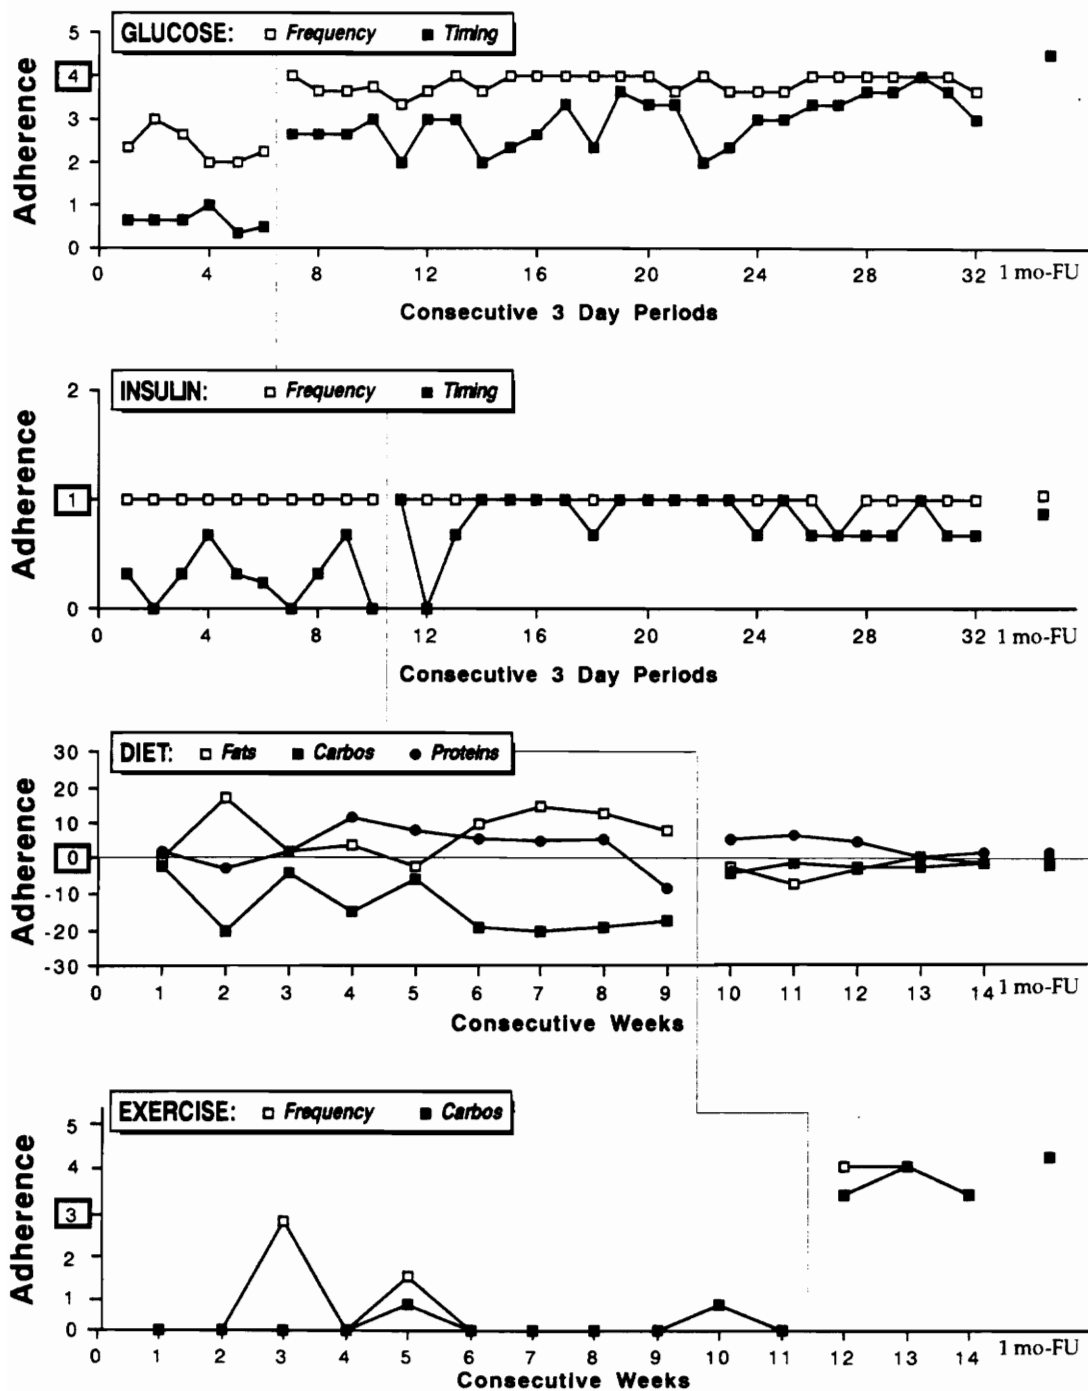 GLUCOSE: Frequency Timing
Adherence
5
4
3
2
1
0
0 4 8 12 16 20 24 28 32 1 mo-FU
Consecutive 3 Day Periods
INSULIN: Frequency Timing
Adherence
2
1
0
0 4 8 12 16 20 24 28 32 1 mo-FU
Consecutive 3 Day Periods
DIET: Fats Carbos Proteins
Adherence
30
20
10
0
-10
-20
-30
0 1 2 3 4 5 6 7 8 9 10 11 12 13 14 1 mo-FU
Consecutive Weeks
EXERCISE: Frequency Carbos
Adherence
5
4
3
2
1
0
0 1 2 3 4 5 6 7 8 9 10 11 12 13 14 1 mo-FU
Consecutive Weeks